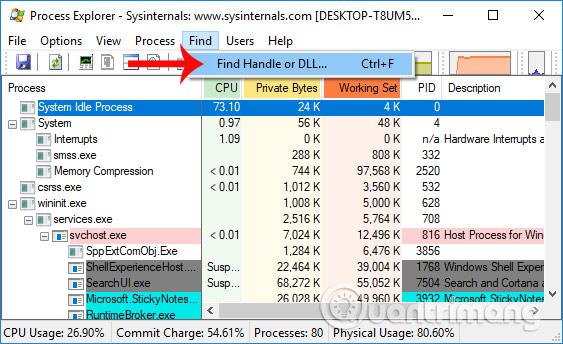 Process Explorer - Sysinternals: www.sysinternals.com [DESKTOP-T8UM5...
File Options View Process Find Users Help
Find Handle or DLL... Ctrl+F
Process CPU Private Bytes Working Set PID Description
System Idle Process 73.10 24 K 4 K 0
System 0.97 56 K 48 K 4
Interrupts 1.09 0 K 0 K n/a Hardware Interrupts a
smss.exe 288 K 808 K 332
Memory Compression < 0.01 744 K 97,568 K 2520
csrss.exe < 0.01 1,012 K 3,560 K 532
wininit.exe 1,008 K 5,000 K 628
services.exe 2,516 K 5,764 K 708
svchost.exe < 0.01 7,024 K 12,496 K 816 Host Process for Win
SppExtComObj.Exe 1,284 K 6,476 K 3856
ShellExperienceHost.... Susp... 22,464 K 39,004 K 1768 Windows Shell Experi
SearchUI.exe Susp... 68,272 K 52,050 K 7504 Search and Cortana a
Microsoft.StickyNotes... 26,028 K 49,960 K 3932 Microsoft.StickyNotes
RuntimeBroker.exe
Quantrimang
CPU Usage: 26.90% Commit Charge: 54.61% Processes: 80 Physical Usage: 80.60%